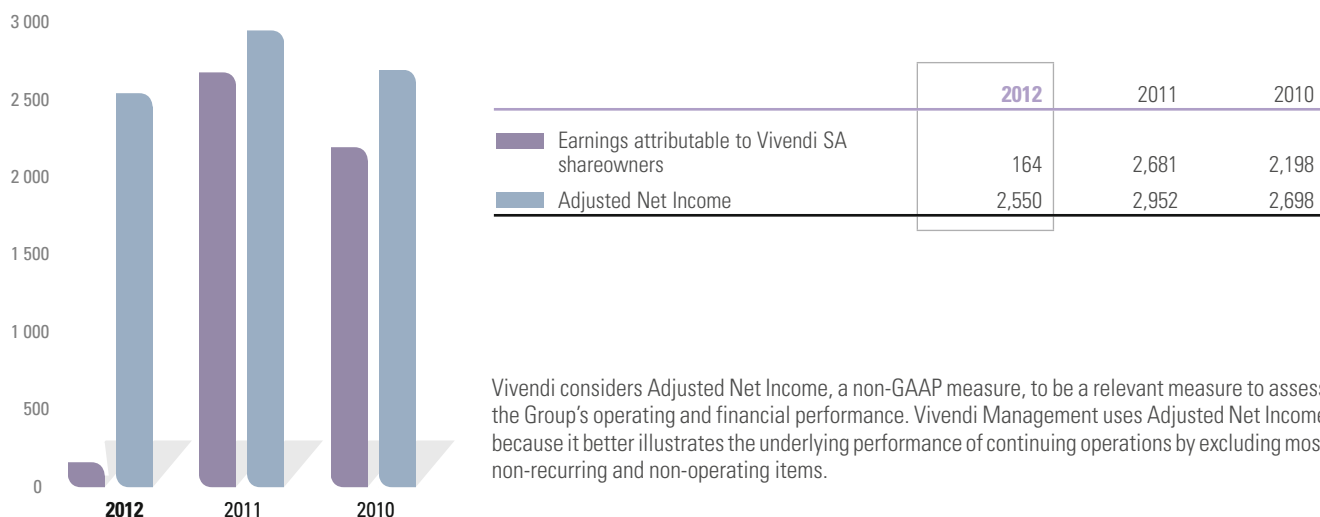 3 000
2 500
2 000
1 500
1 000
500
0
2012 2011 2010
2012 2011 2010
Earnings attributable to Vivendi SA
shareowners 164 2,681 2,198
Adjusted Net Income 2,550 2,952 2,698
Vivendi considers Adjusted Net Income, a non-GAAP measure, to be a relevant measure to assess
the Group’s operating and financial performance. Vivendi Management uses Adjusted Net Income
because it better illustrates the underlying performance of continuing operations by excluding most
non-recurring and non-operating items.